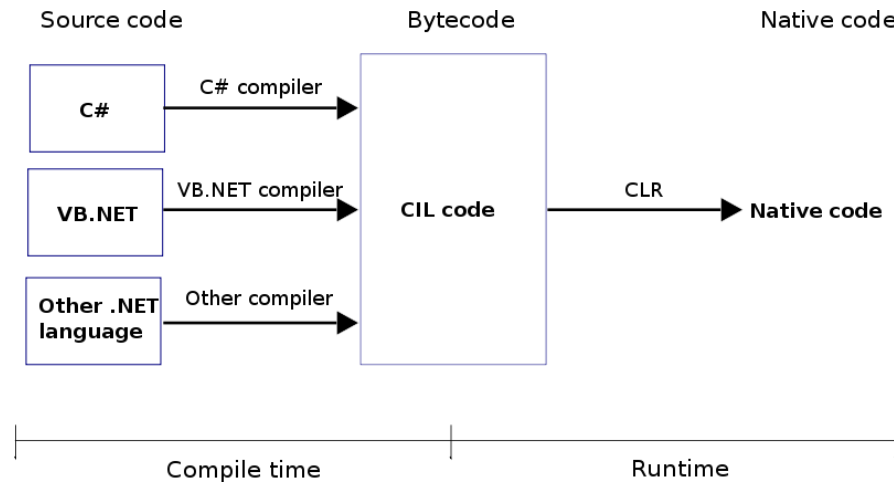 Source code
Bytecode
Native code
C#
C# compiler
VB.NET
VB.NET compiler
CIL code
CLR
Native code
Other .NET
language
Other compiler
Compile time
Runtime